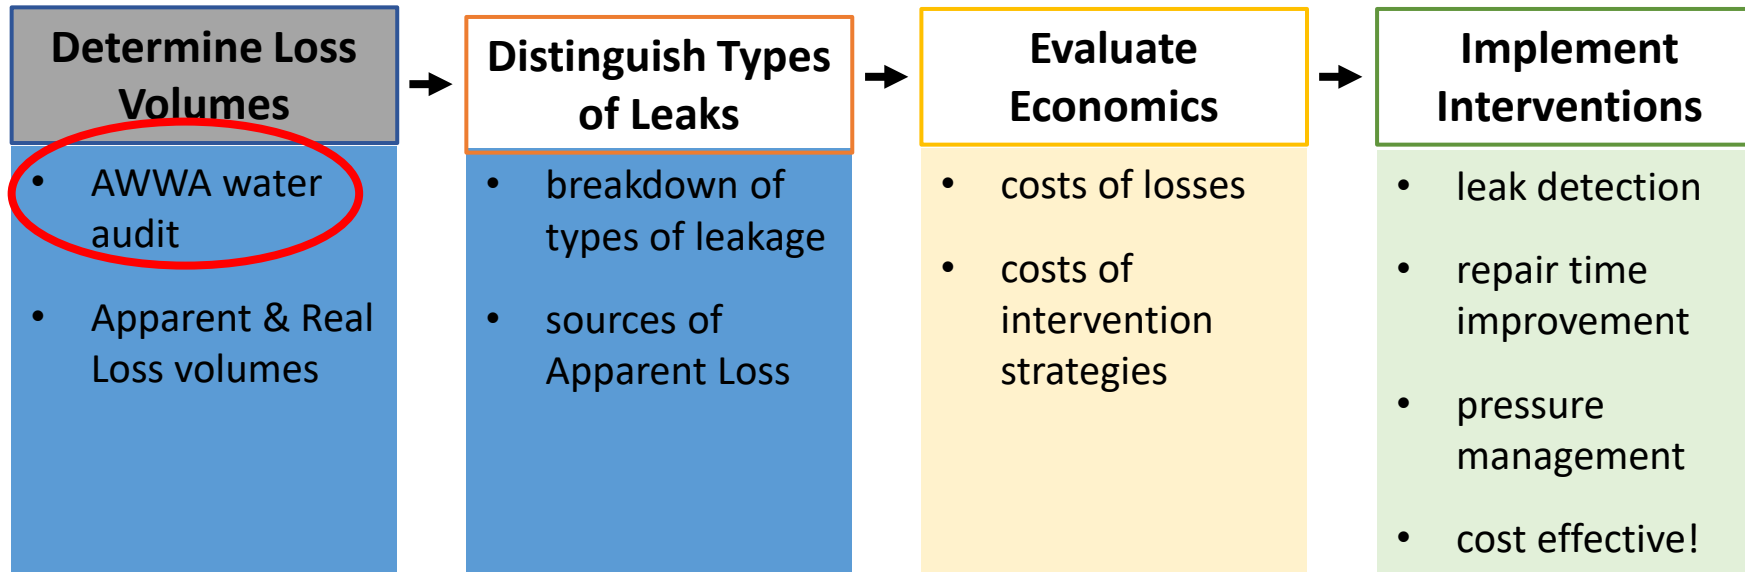 Determine Loss
Volumes
• AWWA water
audit
• Apparent & Real
Loss volumes
Distinguish Types
of Leaks
• breakdown of
types of leakage
• sources of
Apparent Loss
Evaluate
Economics
• costs of losses
• costs of
intervention
strategies
Implement
Interventions
• leak detection
• repair time
improvement
• pressure
management
• cost effective!